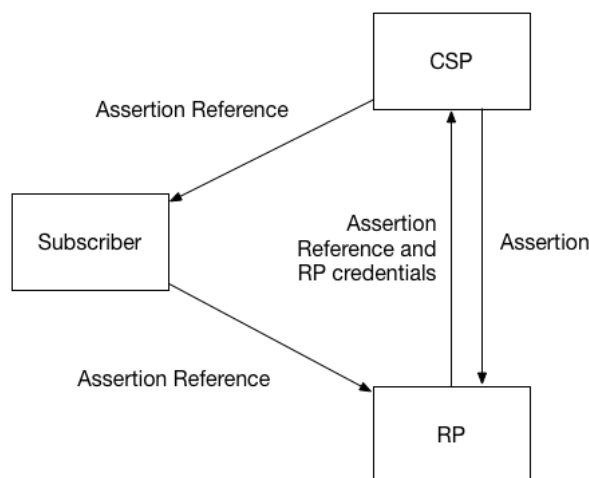 CSP
Assertion Reference
Subscriber
Assertion
Reference and
RP credentials
Assertion
Assertion Reference
RP